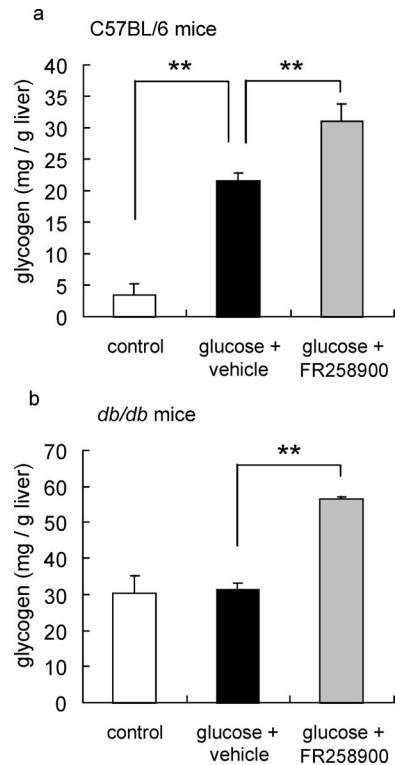 a
C57BL/6 mice
** **
glycogen (mg / g liver)
40
35
30
25
20
15
10
5
0
control
glucose +
vehicle
glucose +
FR258900
b
db/db mice
**
glycogen (mg / g liver)
70
60
50
40
30
20
10
0
control
glucose +
vehicle
glucose +
FR258900